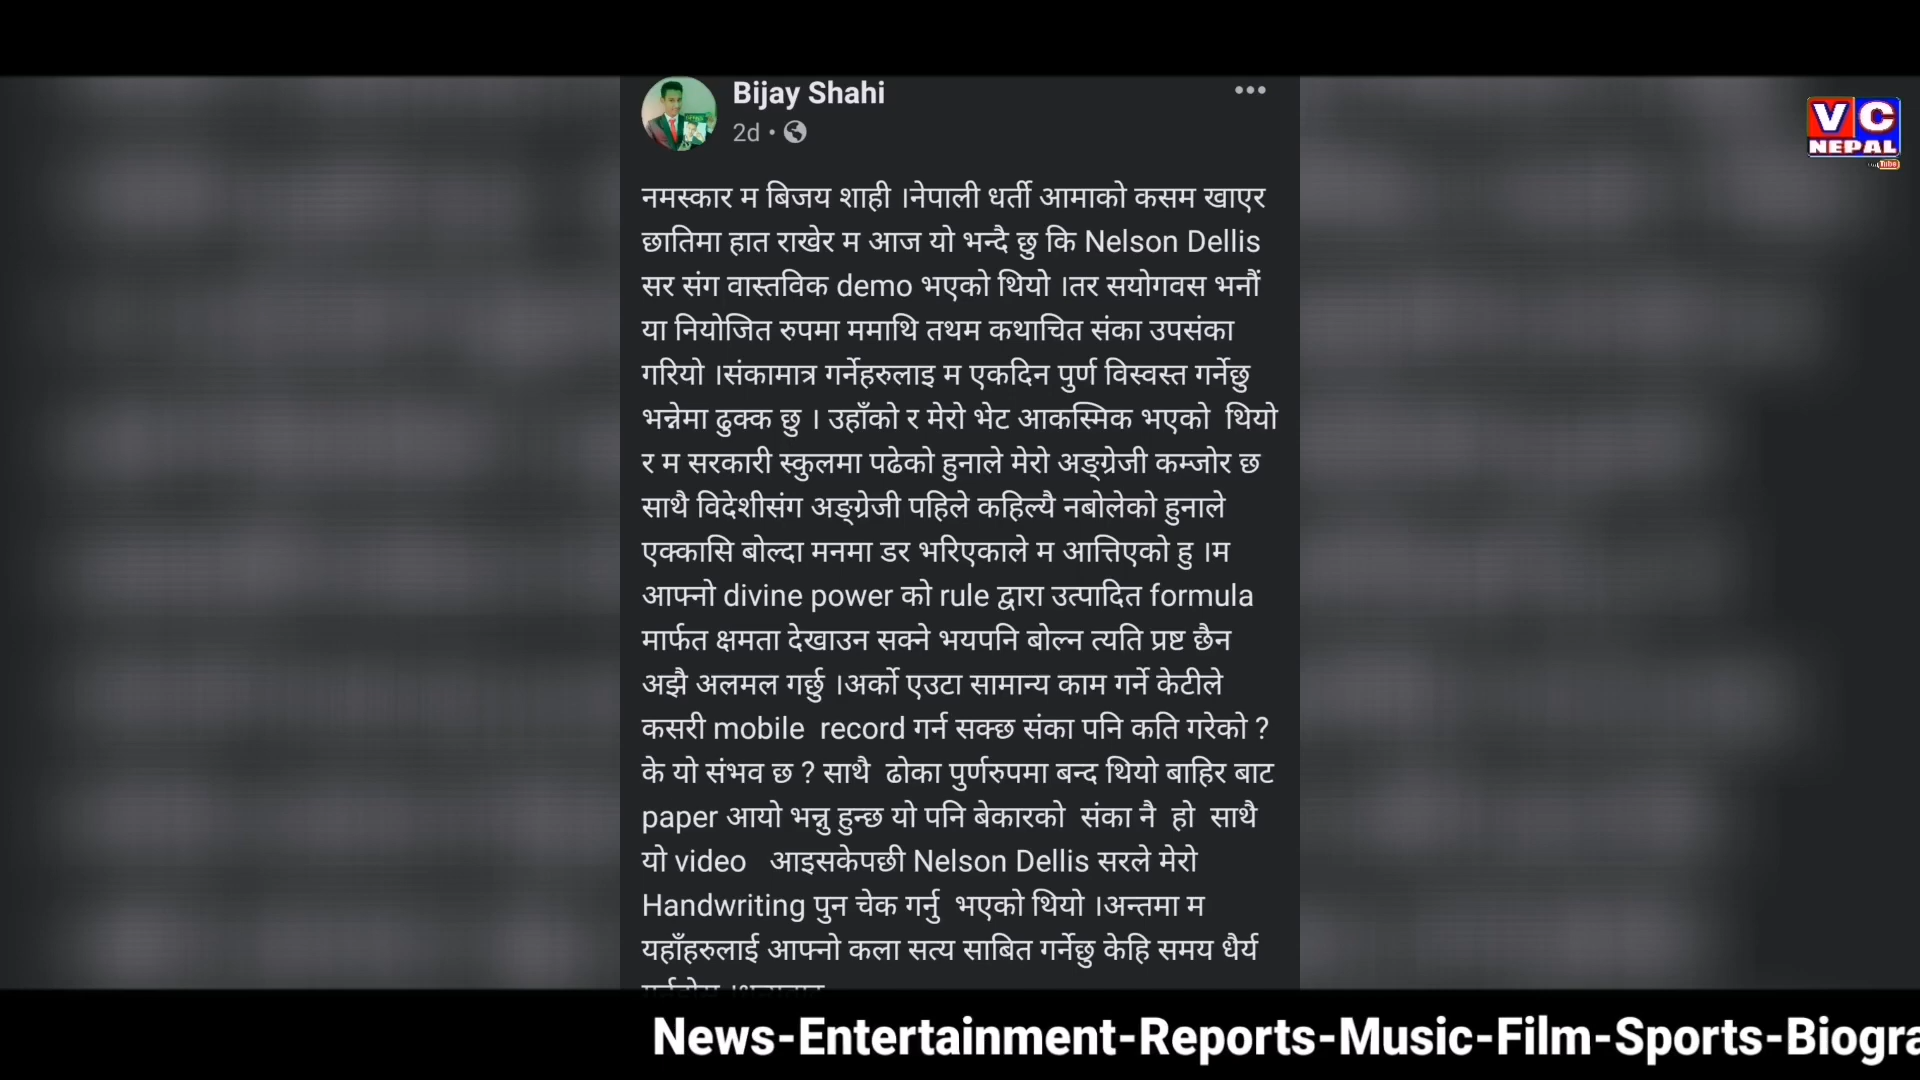 Bijay Shahi
2d
VC
NEPAL
Tube
नमस्कार म बिजय शाही ।नेपाली धर्ती आमाको कसम खाएर
छातिमा हात राखेर म आज यो भन्दै छु कि Nelson Dellis
सर संग वास्तविक demo भएको थियो ।तर सयोगवस भनौं
या नियोजित रुपमा ममाथि तथम कथाचित संका उपसंका
गरियो ।संकामात्र गर्नेहरुलाइ म एकदिन पुर्ण विस्वस्त गर्नेछु
भन्नेमा ढुक्क छु । उहाँको र मेरो भेट आकस्मिक भएको थियो
र म सरकारी स्कुलमा पढेको हुनाले मेरो अङ्ग्रेजी कम्जोर छ
साथै विदेशीसंग अङ्ग्रेजी पहिले कहिल्यै नबोलेको हुनाले
एक्कासि बोल्दा मनमा डर भरिएकाले म आत्तिएको हु ।म
आफ्नो divine power को rule द्वारा उत्पादित formula
मार्फत क्षमता देखाउन सक्ने भयपनि बोल्न त्यति प्रष्ट छैन
अझै अलमल गर्छु ।अर्को एउटा सामान्य काम गर्ने केटीले
कसरी mobile record गर्न सक्छ संका पनि कति गरेको ?
के यो संभव छ ? साथै ढोका पुर्णरुपमा बन्द थियो बाहिर बाट
paper आयो भन्नु हुन्छ यो पनि बेकारको संका नै हो साथै
यो video आइसकेपछी Nelson Dellis सरले मेरो
Handwriting पुन चेक गर्नु भएको थियो ।अन्तमा म
यहाँहरुलाई आफ्नो कला सत्य साबित गर्नेछु केहि समय धैर्य
News-Entertainment-Reports-Music-Film-Sports-Biogra